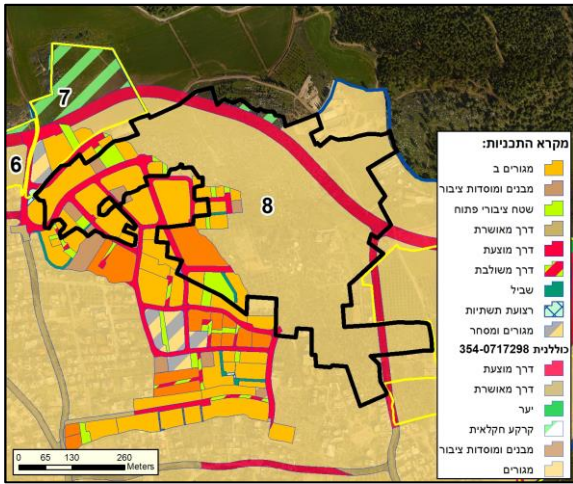 7
6
8
מקרא התכניות:
מגורים ב
מבנים ומוסדות ציבור
שטח ציבורי פתוח
דרך מאושרת
דרך מוצעת
דרך משולבת
שביל
רצועת תשתיות
מגורים ומסחר
כוללנית 354-0717298
דרך מוצעת
דרך מאושרת
יער
קרקע חקלאית
מבנים ומוסדות ציבור
מגורים
0 65 130 260
Meters